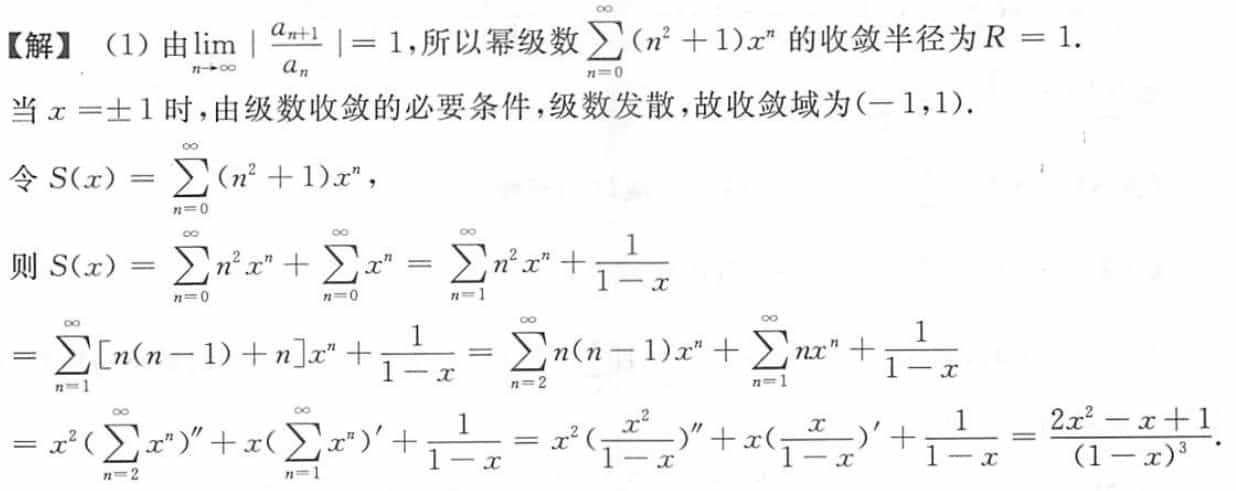 【解】 (1) 由$\lim\limits_{n\to\infty} | \frac{a_{n+1}}{a_n} | = 1$,所以幂级数$\sum\limits_{n=0}^{\infty}(n^2+1)x^n$ 的收敛半径为$R = 1$.
当 $x = \pm 1$ 时,由级数收敛的必要条件,级数发散,故收敛域为$(-1,1)$.
令 $S(x) = \sum\limits_{n=0}^{\infty}(n^2+1)x^n$,
则 $S(x) = \sum\limits_{n=0}^{\infty}n^2x^n + \sum\limits_{n=0}^{\infty}x^n = \sum\limits_{n=1}^{\infty}n^2x^n + \frac{1}{1-x}$
$= \sum\limits_{n=1}^{\infty}[n(n-1)+n]x^n + \frac{1}{1-x} = \sum\limits_{n=2}^{\infty}n(n-1)x^n + \sum\limits_{n=1}^{\infty}nx^n + \frac{1}{1-x}$
$= x^2(\sum\limits_{n=2}^{\infty}x^n)'' + x(\sum\limits_{n=1}^{\infty}x^n)' + \frac{1}{1-x} = x^2(\frac{x^2}{1-x})'' + x(\frac{x}{1-x})' + \frac{1}{1-x} = \frac{2x^2-x+1}{(1-x)^3}$.